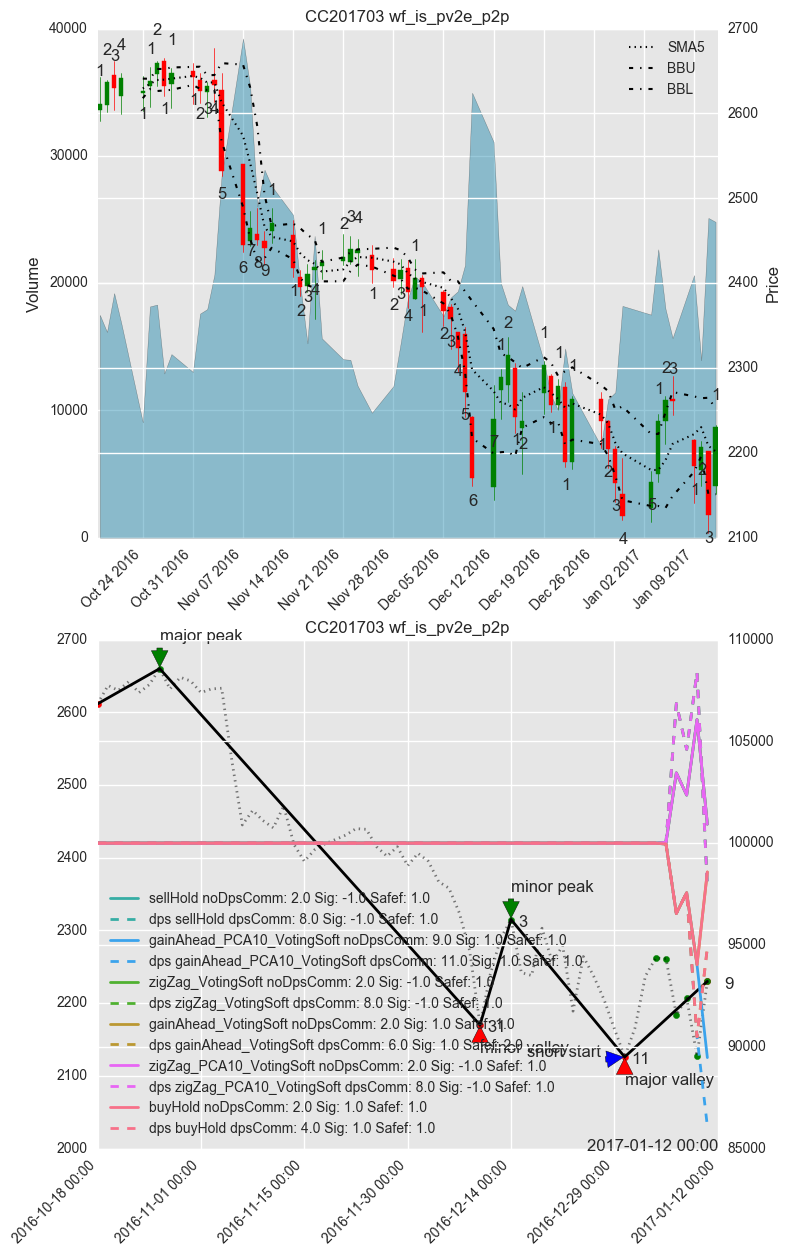 CC201703 wf_is_pv2e_p2p
40000
30000
20000
10000
0
Volume
2700
2600
2500
2400
2300
2200
2100
Price
SMA5
BBU
BBL
Oct 24 2016
Oct 31 2016
Nov 07 2016
Nov 14 2016
Nov 21 2016
Nov 28 2016
Dec 05 2016
Dec 12 2016
Dec 19 2016
Dec 26 2016
Jan 02 2017
Jan 09 2017
CC201703 wf_is_pv2e_p2p
2700
2600
2500
2400
2300
2200
2100
2000
110000
105000
100000
95000
90000
85000
major peak
minor peak
3
sellHold noDpsComm: 2.0 Sig: -1.0 Safef: 1.0
dps sellHold dpsComm: 8.0 Sig: -1.0 Safef: 1.0
gainAhead_PCA10_VotingSoft noDpsComm: 9.0 Sig: 1.0 Safef: 1.0
dps gainAhead_PCA10_VotingSoft dpsComm: 11.0 Sig: 1.0 Safef: 1.0
zigZag_VotingSoft noDpsComm: 2.0 Sig: -1.0 Safef: 1.0
dps zigZag_VotingSoft dpsComm: 8.0 Sig: -1.0 Safef: 1.0
gainAhead_VotingSoft noDpsComm: 2.0 Sig: 1.0 Safef: 1.0
dps gainAhead_VotingSoft dpsComm: 6.0 Sig: 1.0 Safef: 2.0
zigZag_PCA10_VotingSoft noDpsComm: 2.0 Sig: -1.0 Safef: 1.0
dps zigZag_PCA10_VotingSoft dpsComm: 8.0 Sig: -1.0 Safef: 1.0
buyHold noDpsComm: 2.0 Sig: 1.0 Safef: 1.0
dps buyHold dpsComm: 4.0 Sig: 1.0 Safef: 1.0
9
31
minor valley
short start
11
major valley
2017-01-12 00:00
2016-10-18 00:00
2016-11-01 00:00
2016-11-15 00:00
2016-11-30 00:00
2016-12-14 00:00
2016-12-29 00:00
2017-01-12 00:00